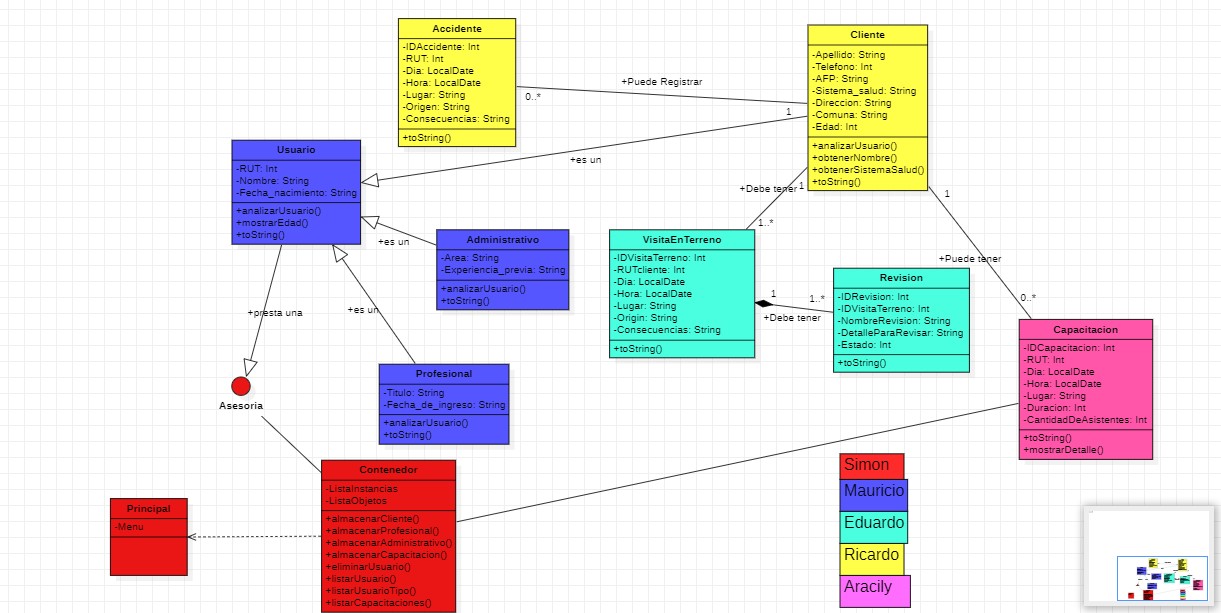 Accidente
-IDAccidente: Int
-RUT: Int
-Dia: LocalDate
-Hora: LocalDate
-Lugar: String
-Origen: String
-Consecuencias: String
+toString()
+Puede Registrar
0..*
1
Cliente
-Apellido: String
-Telefono: Int
-AFP: String
-Sistema_salud: String
-Direccion: String
-Comuna: String
-Edad: Int
+analizarUsuario()
+obtenerNombre()
+obtenerSistemaSalud()
+toString()
+es un
Usuario
-RUT: Int
-Nombre: String
-Fecha_nacimiento: String
+analizarUsuario()
+mostrarEdad()
+toString()
+es un
Administrativo
-Area: String
-Experiencia_previa: String
+analizarUsuario()
+toString()
+Debe tener
1
1..*
VisitaEnTerreno
-IDVisitaTerreno: Int
-RUTcliente: Int
-Dia: LocalDate
-Hora: LocalDate
-Lugar: String
-Origin: String
-Consecuencias: String
+toString()
1
1..*
+Debe tener
Revision
-IDRevision: Int
-IDVisitaTerreno: Int
-NombreRevision: String
-DetalleParaRevisar: String
-Estado: Int
+toString()
1
+Puede tener
0..*
Capacitacion
-IDCapacitacion: Int
-RUT: Int
-Dia: LocalDate
-Hora: LocalDate
-Lugar: String
-Duracion: Int
-CantidadDeAsistentes: Int
+toString()
+mostrarDetalle()
+presta una
+es un
Asesoria
Profesional
-Titulo: String
-Fecha_de_ingreso: String
+analizarUsuario()
+toString()
Contenedor
-ListaInstancias
-ListaObjetos
+almacenarCliente()
+almacenarProfesional()
+almacenarAdministrativo()
+almacenarCapacitacion()
+eliminarUsuario()
+listarUsuario()
+listarUsuarioTipo()
+listarCapacitaciones()
Principal
-Menu
Simon
Mauricio
Eduardo
Ricardo
Aracily